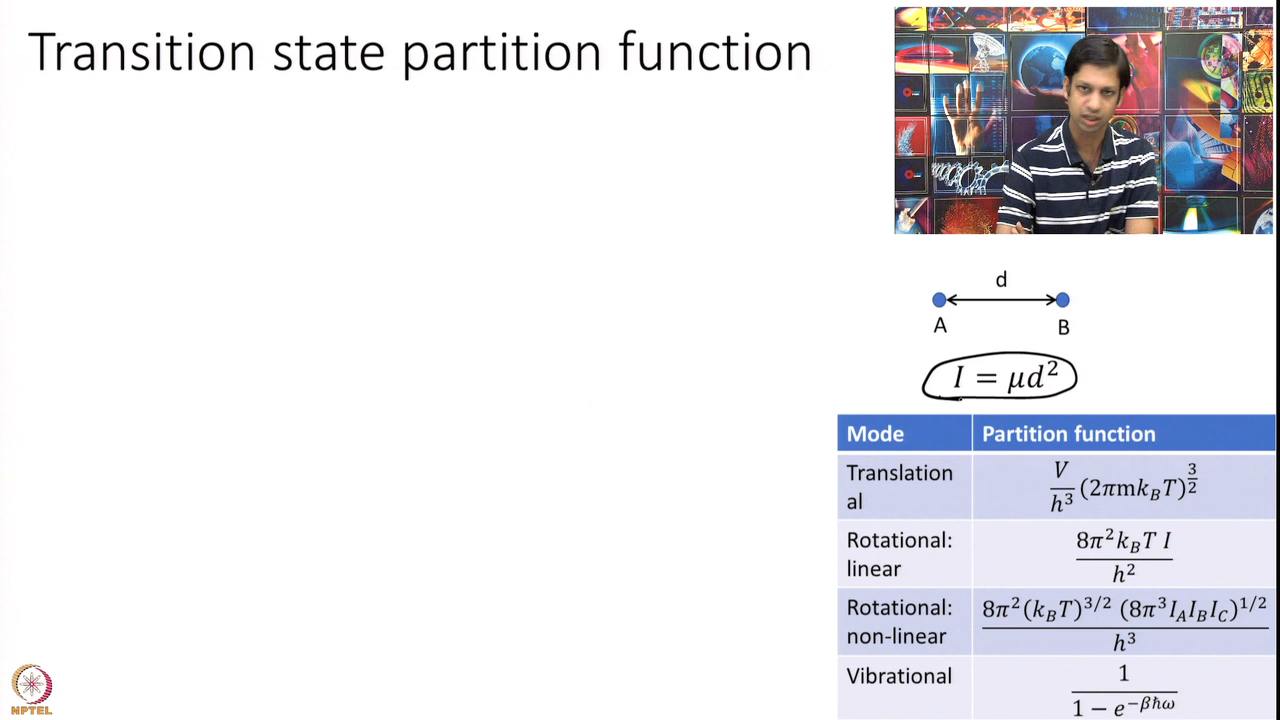 Transition state partition function
d
A B
I = μd²
Mode Partition function
Translation
al
V/h³ (2πmk_BT)^{3/2}
Rotational:
linear
8π²k_BT I / h²
Rotational:
non-linear
8π²(k_BT)^{3/2} (8π³I_AI_BI_C)^{1/2} / h³
Vibrational
1 / (1 − e^{−βħω})
NPTEL